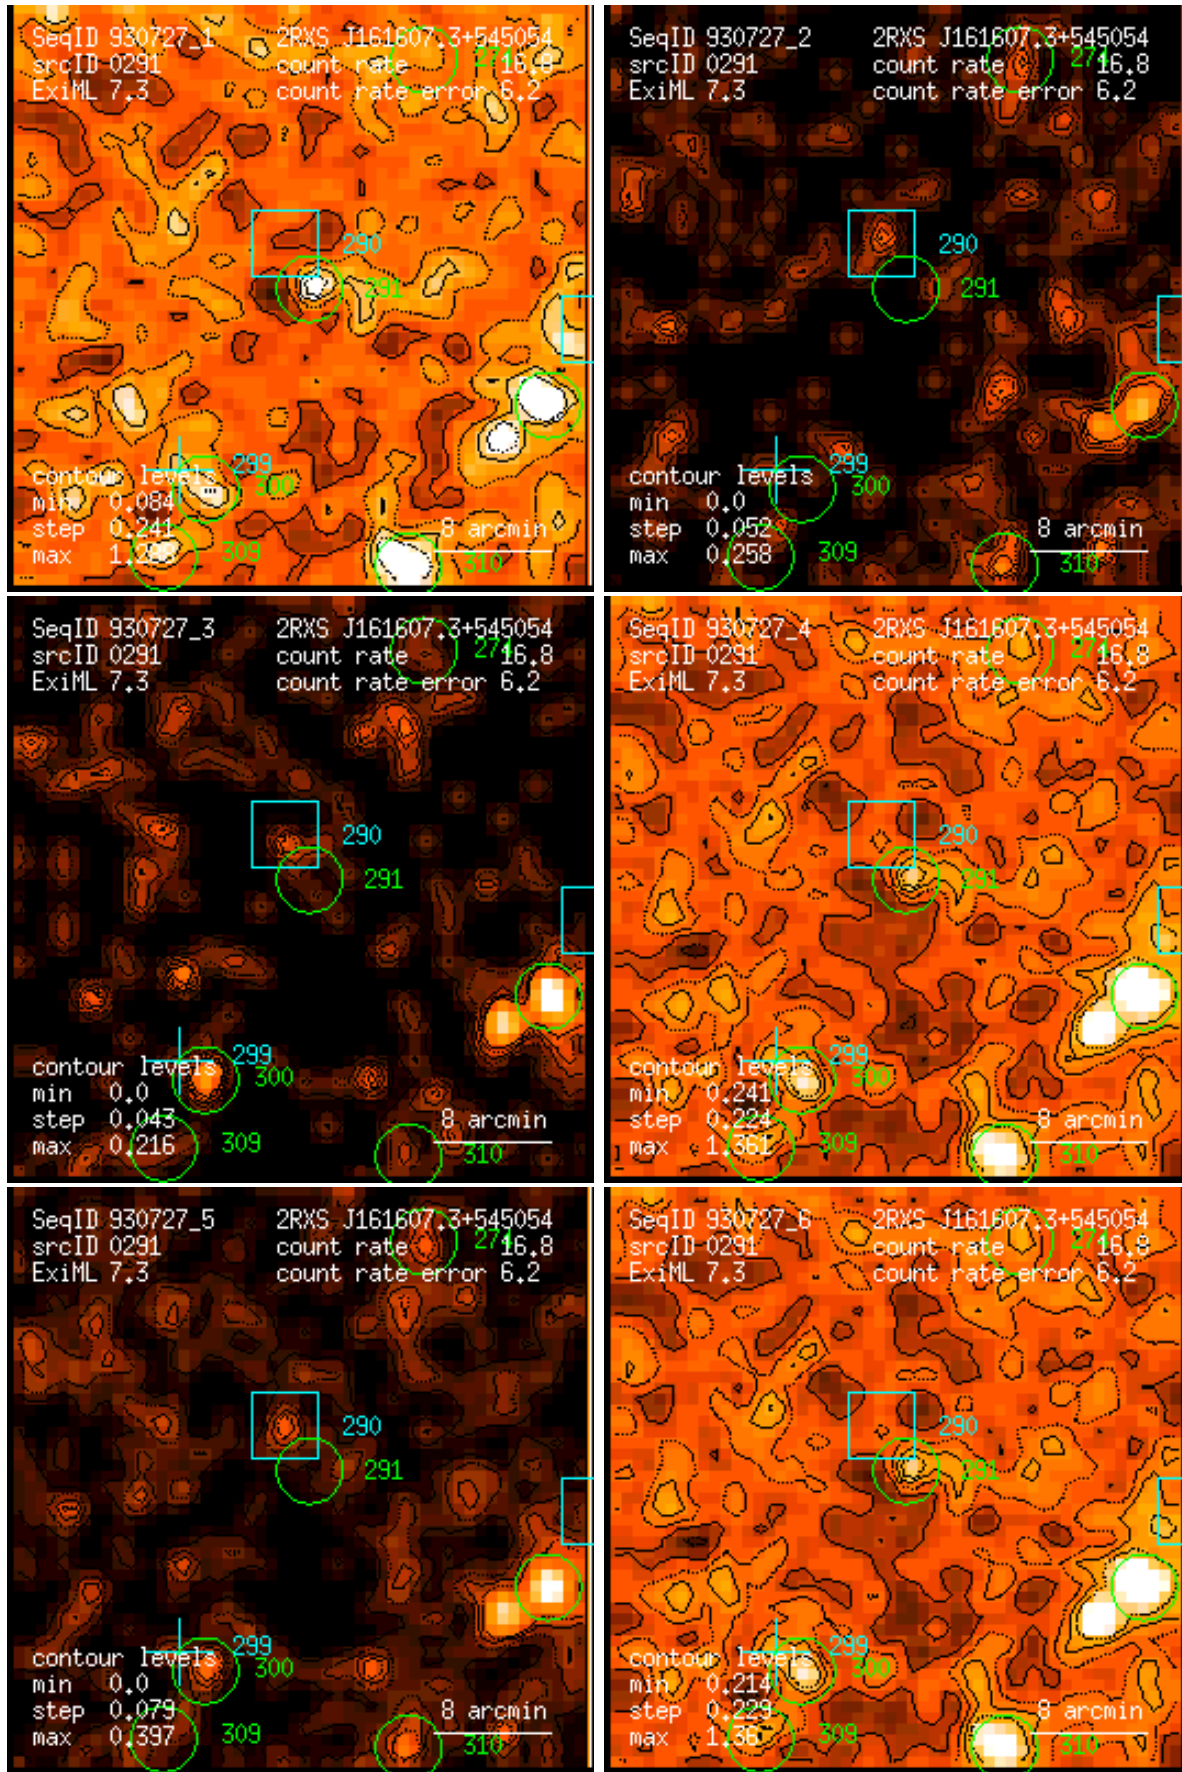 SeqID 930727_1 2RXS J161607.3+545054
srcID 0291 count rate 16.8
ExiML 7.3 count rate error 6.2
274
290
291
299
300
309
310
contour levels
min 0.084
step 0.241
max 1.288
8 arcmin
SeqID 930727_2 2RXS J161607.3+545054
srcID 0291 count rate 16.8
ExiML 7.3 count rate error 6.2
274
290
291
299
300
309
310
contour levels
min 0.0
step 0.052
max 0.258
8 arcmin
SeqID 930727_3 2RXS J161607.3+545054
srcID 0291 count rate 16.8
ExiML 7.3 count rate error 6.2
274
290
291
299
300
309
310
contour levels
min 0.0
step 0.043
max 0.216
8 arcmin
SeqID 930727_4 2RXS J161607.3+545054
srcID 0291 count rate 16.8
ExiML 7.3 count rate error 6.2
274
290
291
299
300
309
310
contour levels
min 0.241
step 0.224
max 1.361
8 arcmin
SeqID 930727_5 2RXS J161607.3+545054
srcID 0291 count rate 16.8
ExiML 7.3 count rate error 6.2
274
290
291
299
300
309
310
contour levels
min 0.0
step 0.079
max 0.397
8 arcmin
SeqID 930727_6 2RXS J161607.3+545054
srcID 0291 count rate 16.8
ExiML 7.3 count rate error 6.2
274
290
291
299
300
309
310
contour levels
min 0.214
step 0.229
max 1.36
8 arcmin